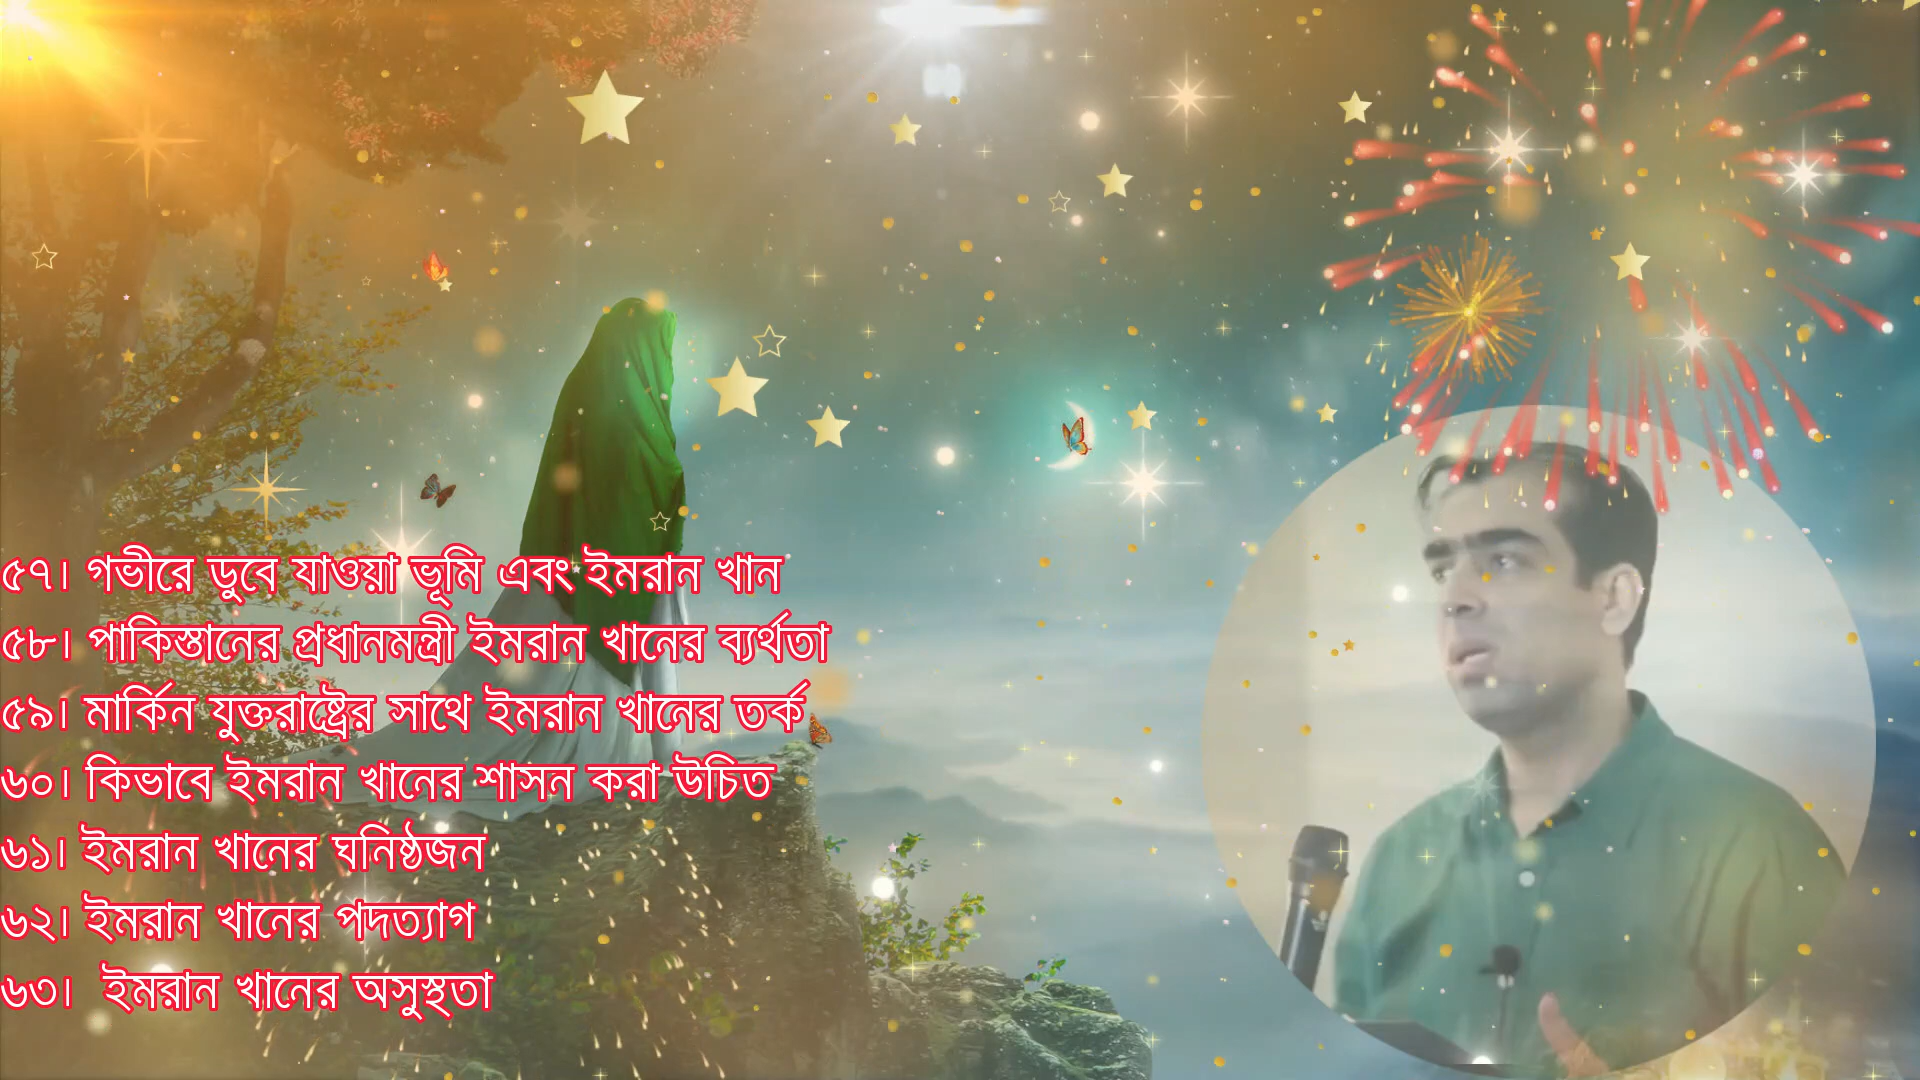 ৫৭। গভীরে ডুবে যাওয়া ভূমি এবং ইমরান খান
৫৮। পাকিস্তানের প্রধানমন্ত্রী ইমরান খানের ব্যর্থতা
৫৯। মার্কিন যুক্তরাষ্ট্রের সাথে ইমরান খানের তর্ক
৬০। কিভাবে ইমরান খানের শাসন করা উচিত
৬১। ইমরান খানের ঘনিষ্ঠজন
৬২। ইমরান খানের পদত্যাগ
৬৩। ইমরান খানের অসুস্থতা